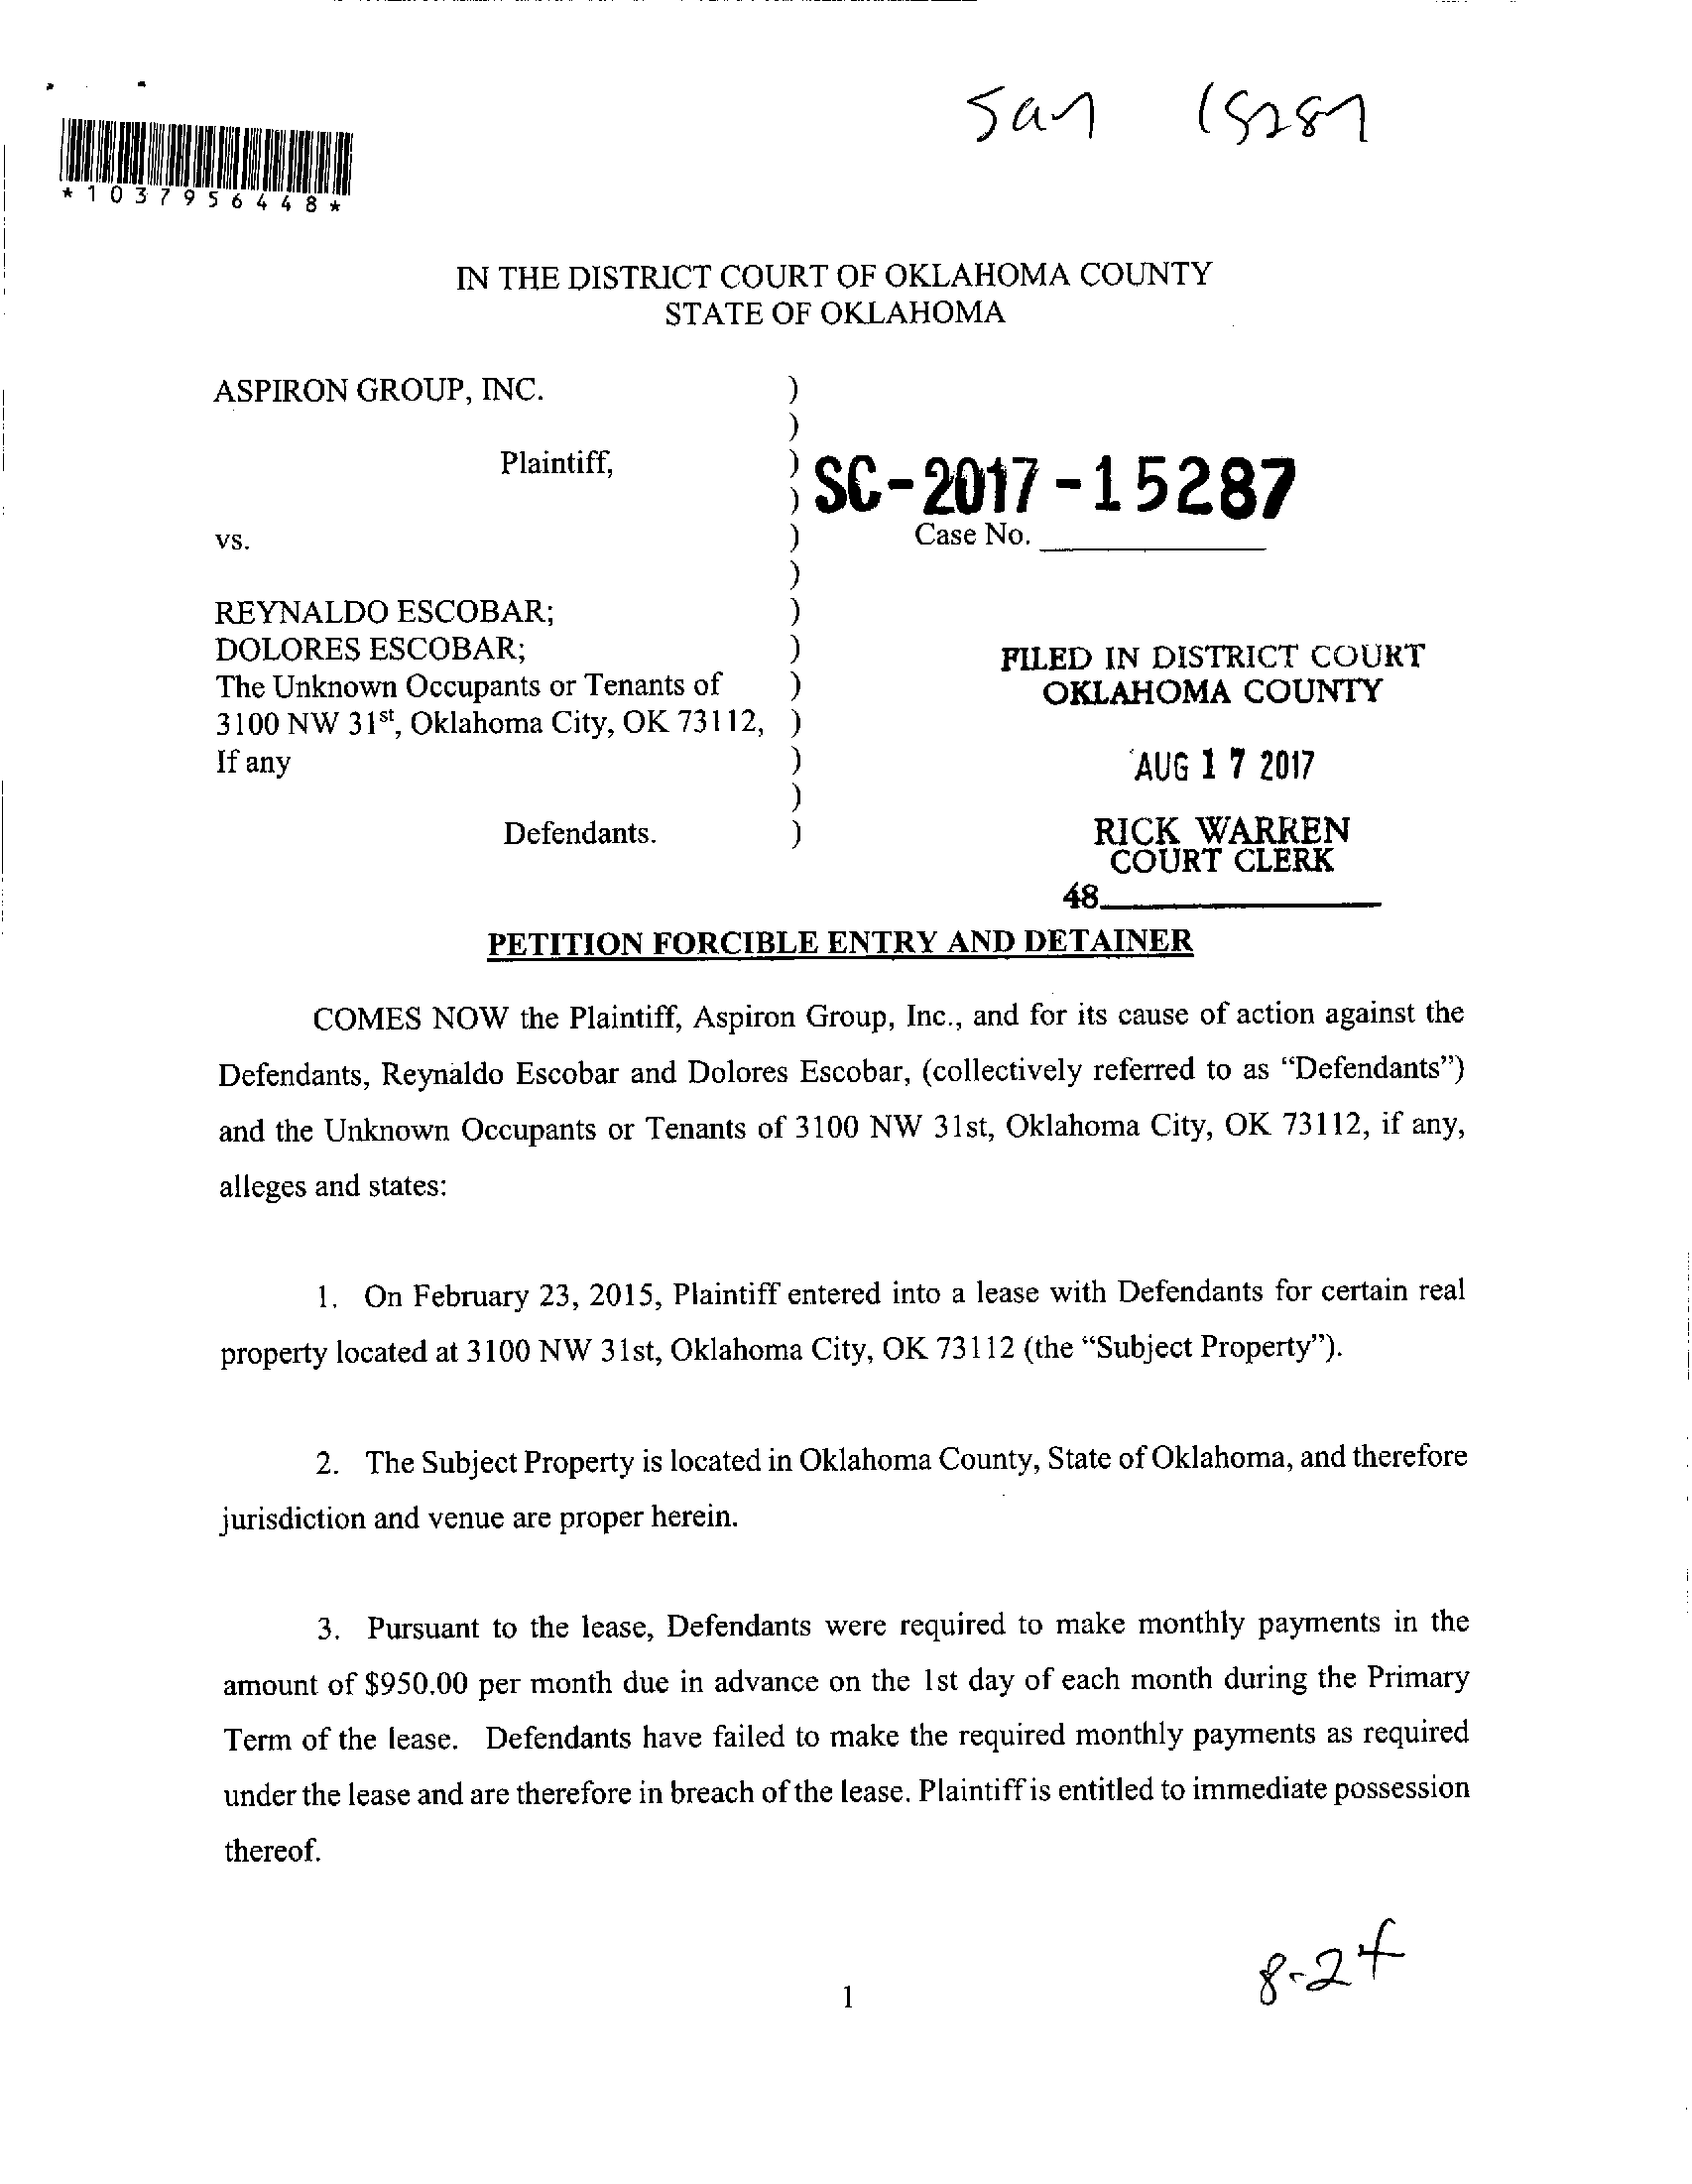 San 15287
*1037956448*
IN THE DISTRICT COURT OF OKLAHOMA COUNTY
STATE OF OKLAHOMA
ASPIRON GROUP, INC. )
)
Plaintiff, )
) SC-2017-15287
vs. ) Case No.
)
REYNALDO ESCOBAR; )
DOLORES ESCOBAR; )
The Unknown Occupants or Tenants of )
3100 NW 31st, Oklahoma City, OK 73112, )
If any )
)
Defendants. )
FILED IN DISTRICT COURT
OKLAHOMA COUNTY
AUG 17 2017
RICK WARREN
COURT CLERK
48
PETITION FORCIBLE ENTRY AND DETAINER
COMES NOW the Plaintiff, Aspiron Group, Inc., and for its cause of action against the
Defendants, Reynaldo Escobar and Dolores Escobar, (collectively referred to as “Defendants”)
and the Unknown Occupants or Tenants of 3100 NW 31st, Oklahoma City, OK 73112, if any,
alleges and states:
1. On February 23, 2015, Plaintiff entered into a lease with Defendants for certain real
property located at 3100 NW 31st, Oklahoma City, OK 73112 (the “Subject Property”).
2. The Subject Property is located in Oklahoma County, State of Oklahoma, and therefore
jurisdiction and venue are proper herein.
3. Pursuant to the lease, Defendants were required to make monthly payments in the
amount of $950.00 per month due in advance on the 1st day of each month during the Primary
Term of the lease. Defendants have failed to make the required monthly payments as required
under the lease and are therefore in breach of the lease. Plaintiff is entitled to immediate possession
thereof.
1